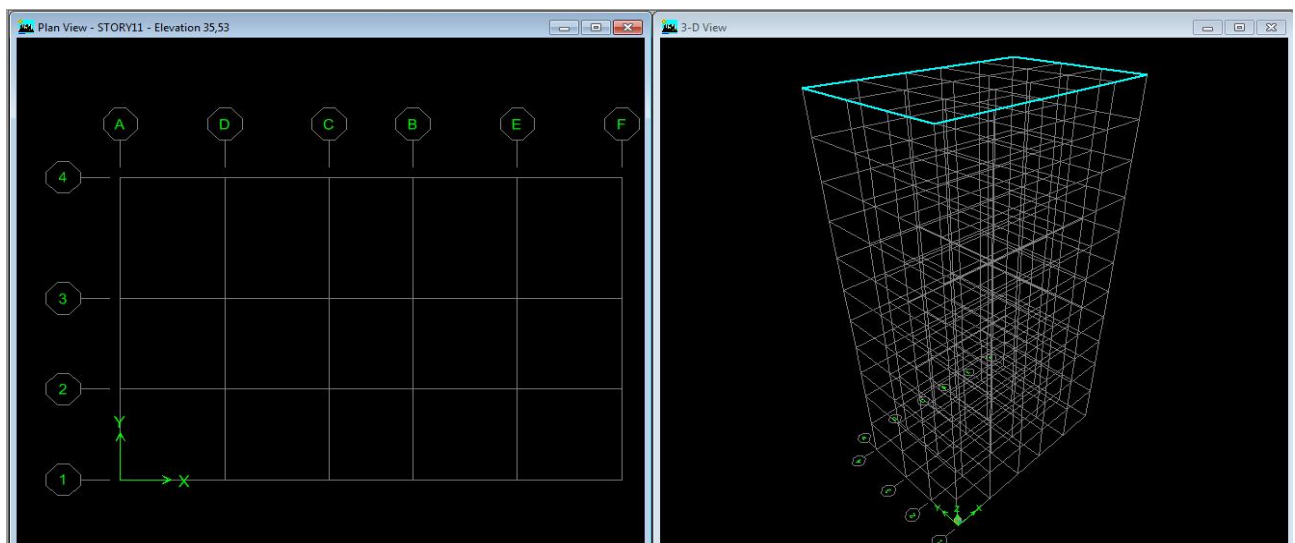 Plan View - STORY11 - Elevation 35,53
A D C B E F
4
3
2
Y
X
1
3-D View
Y Z X